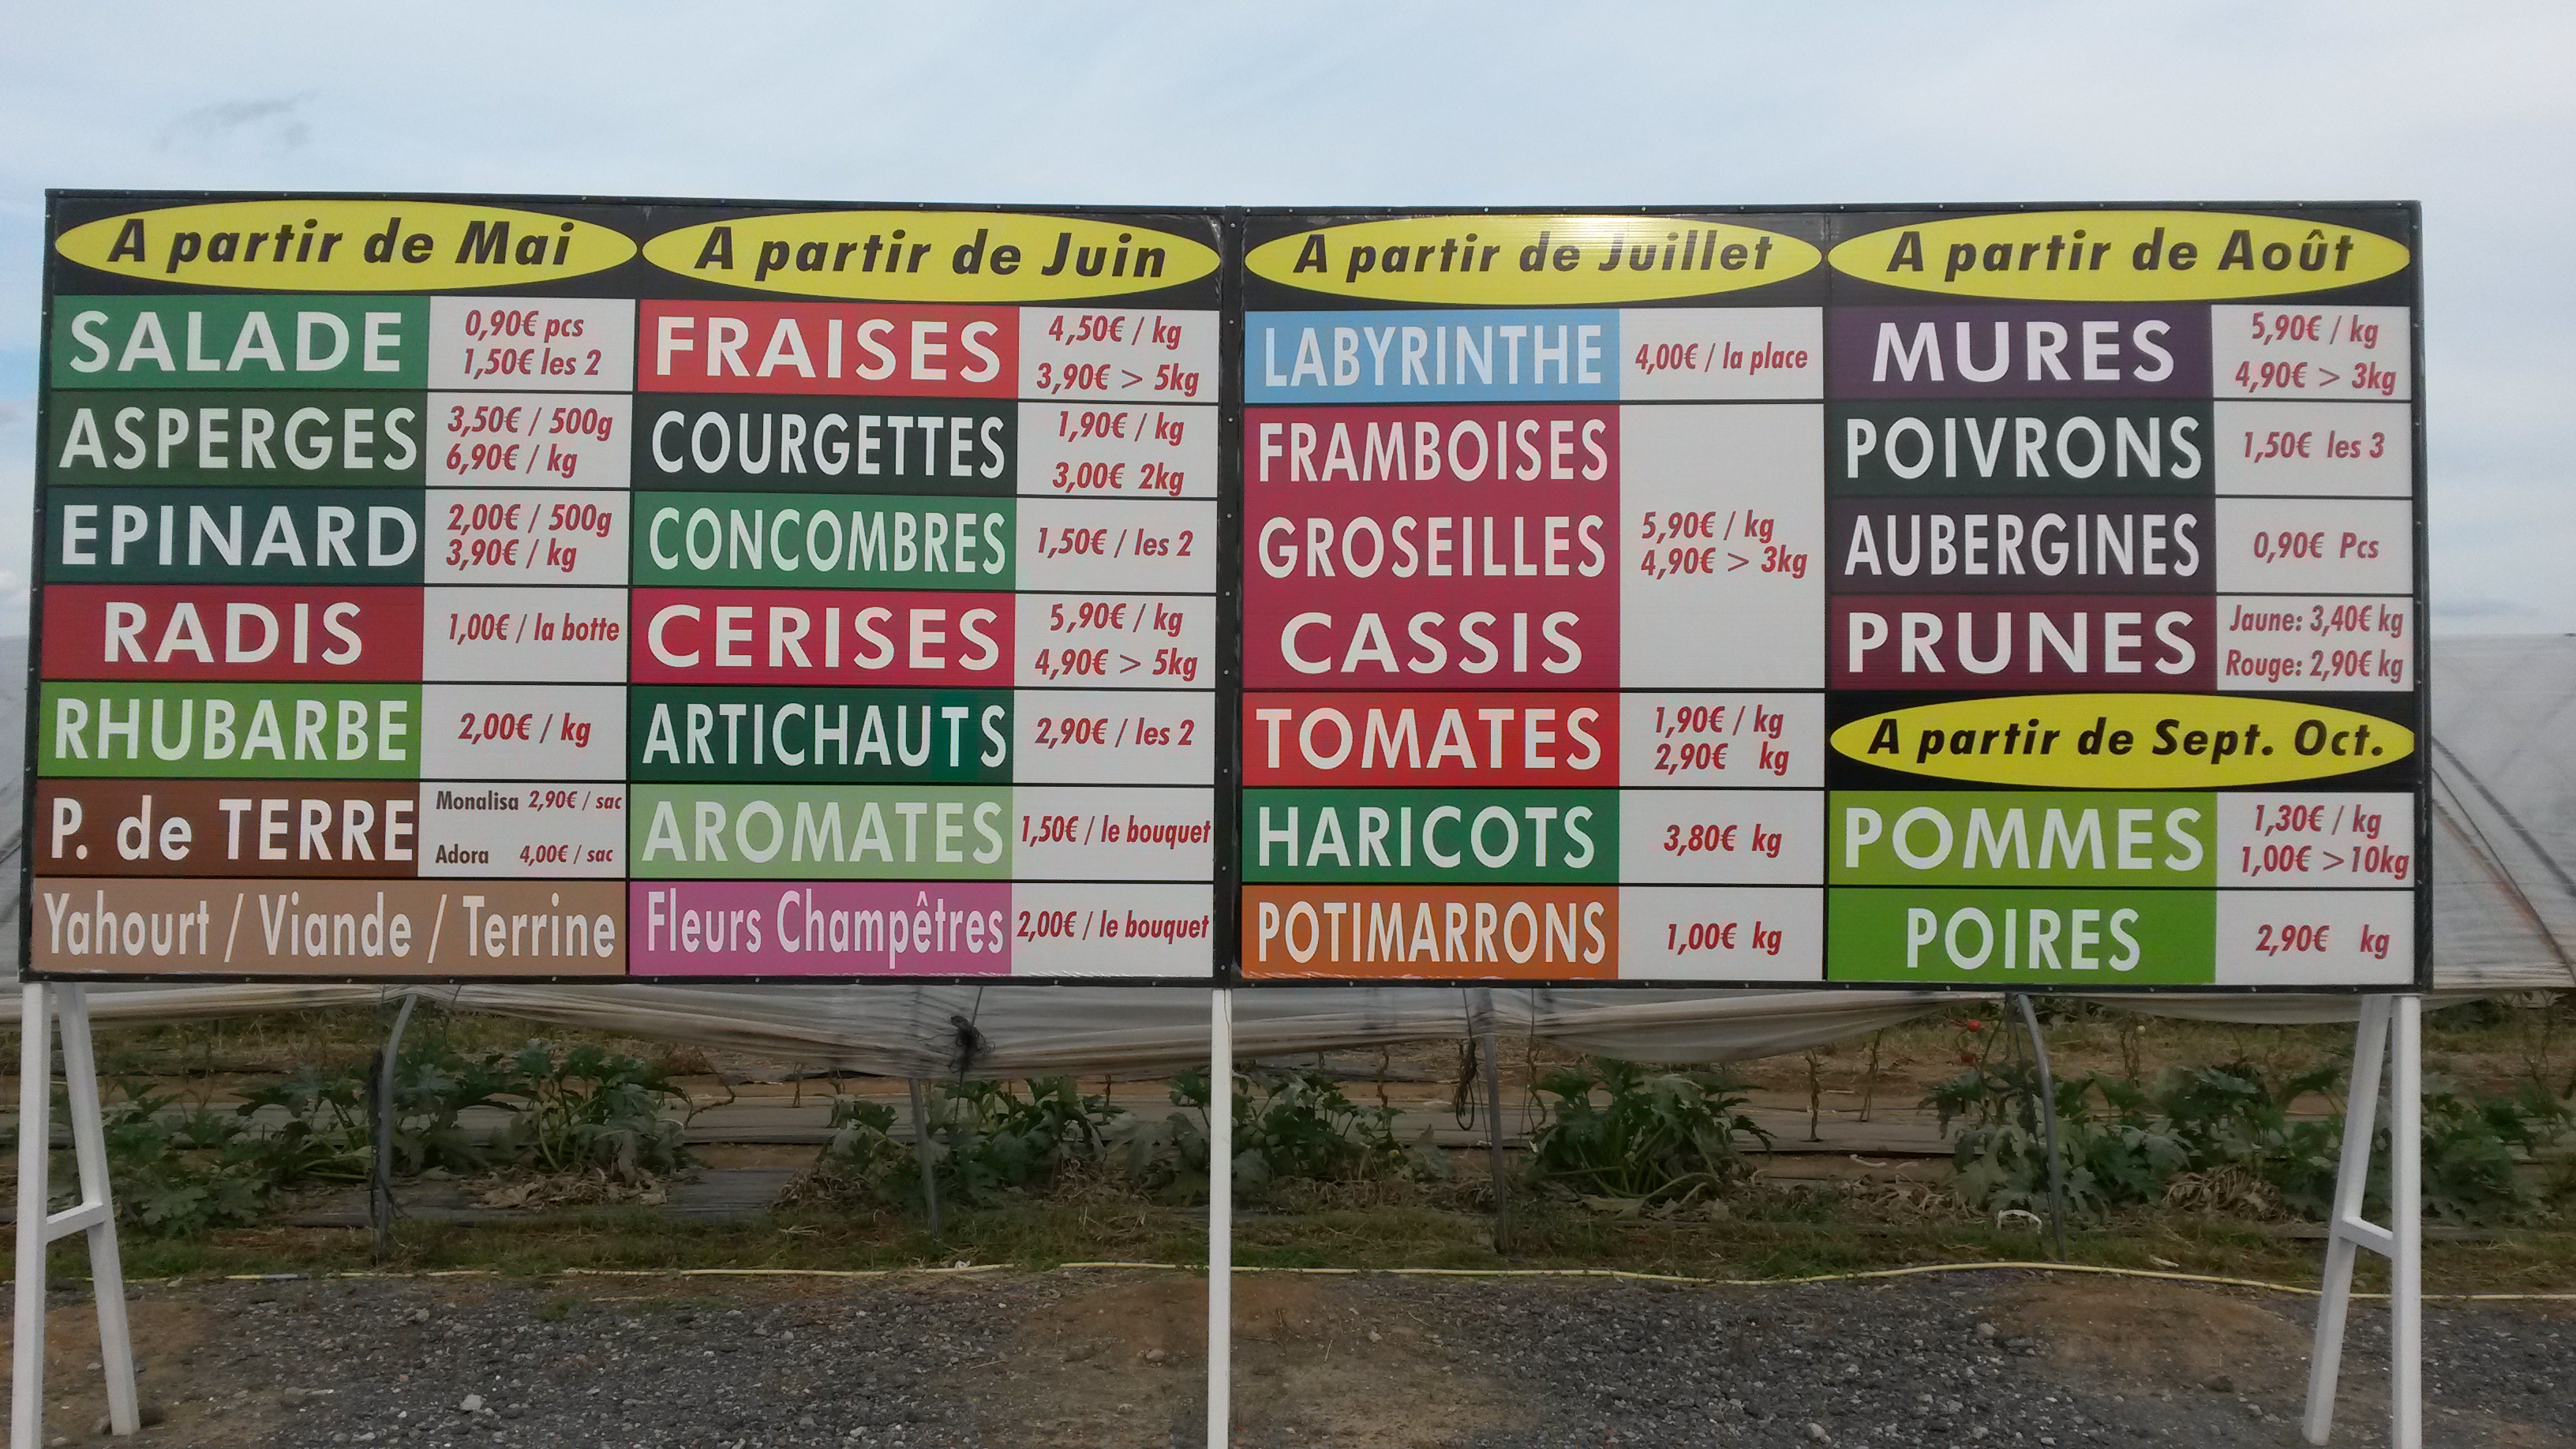 A partir de Mai
SALADE
0,90€ pcs
1,50€ les 2
ASPERGES
3,50€ / 500g
6,90€ / kg
EPINARD
2,00€ / 500g
3,90€ / kg
RADIS
1,00€ / la botte
RHUBARBE
2,00€ / kg
P. de TERRE
Monalisa 2,90€ / sac
Adora 4,00€ / sac
Yahourt / Viande / Terrine
A partir de Juin
FRAISES
4,50€ / kg
3,90€ > 5kg
COURGETTES
1,90€ / kg
3,00€ 2kg
CONCOMBRES
1,50€ / les 2
CERISES
5,90€ / kg
4,90€ > 5kg
ARTICHAUTS
2,90€ / les 2
AROMATES
1,50€ / le bouquet
Fleurs Champêtres
2,00€ / le bouquet
A partir de Juillet
LABYRINTHE
4,00€ / la place
FRAMBOISES
GROSEILLES
CASSIS
5,90€ / kg
4,90€ > 3kg
TOMATES
1,90€ / kg
2,90€ kg
HARICOTS
3,80€ kg
POTIMARRONS
1,00€ kg
A partir de Août
MURES
5,90€ / kg
4,90€ > 3kg
POIVRONS
1,50€ les 3
AUBERGINES
0,90€ Pcs
PRUNES
Jaune: 3,40€ kg
Rouge: 2,90€ kg
A partir de Sept. Oct.
POMMES
1,30€ / kg
1,00€ >10kg
POIRES
2,90€ kg